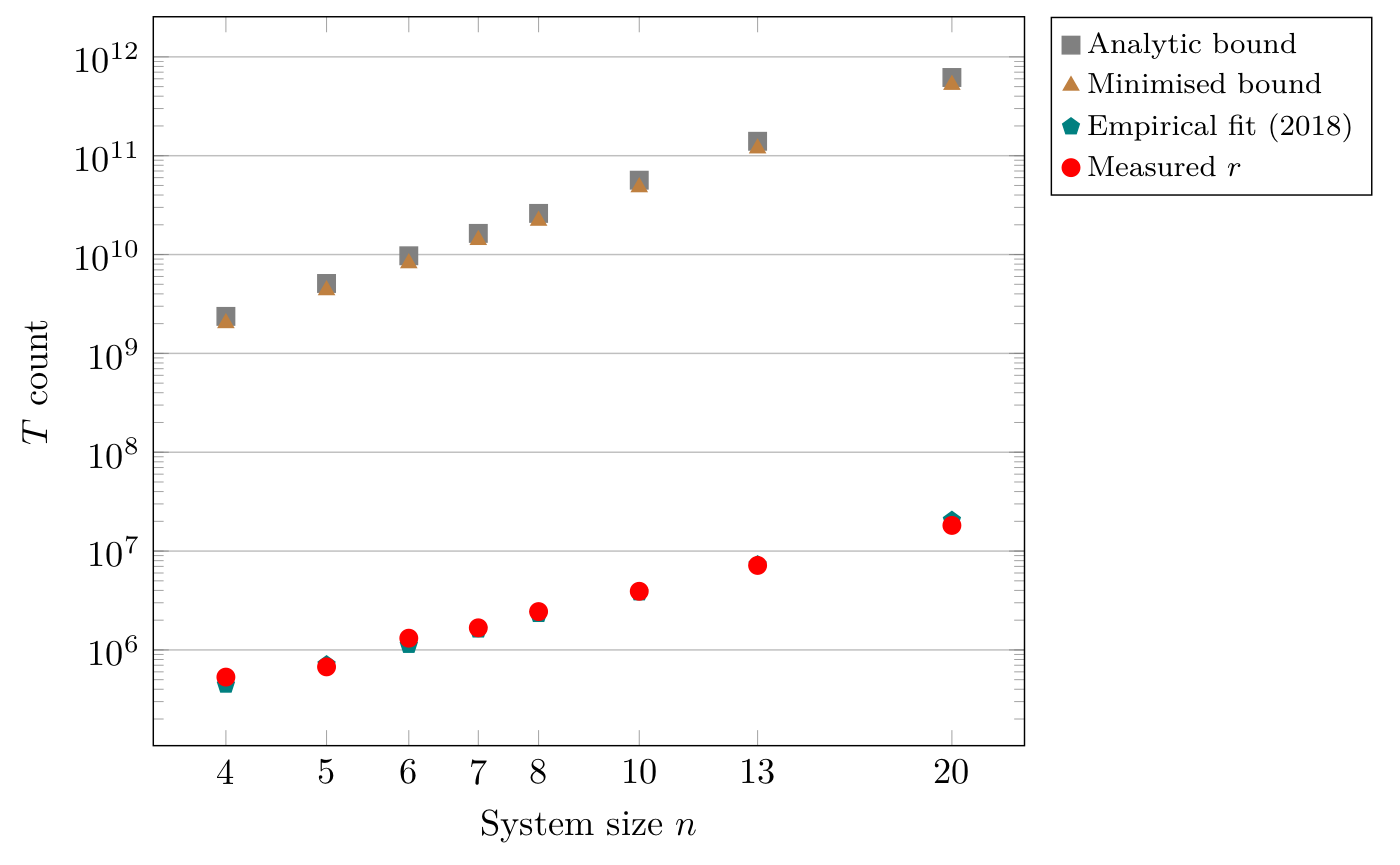 10^12
10^11
10^10
10^9
10^8
10^7
10^6
T count
4 5 6 7 8 10 13 20
System size n
Analytic bound
Minimised bound
Empirical fit (2018)
Measured r